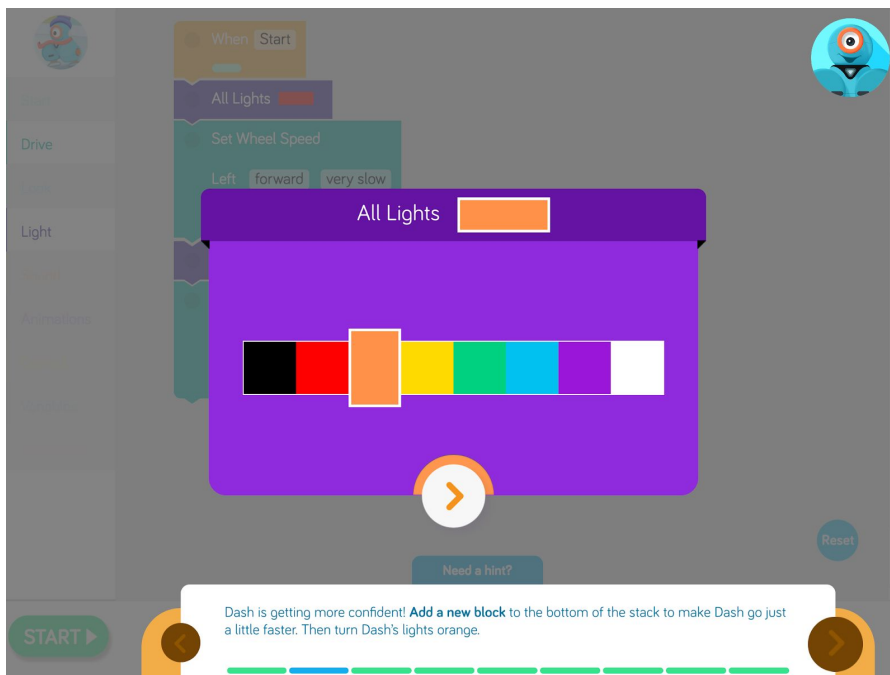 When Start
All Lights
Set Wheel Speed
Left forward very slow
Drive
Light
Animations
All Lights
Reset
Need a hint?
Dash is getting more confident! Add a new block to the bottom of the stack to make Dash go just
a little faster. Then turn Dash's lights orange.
START